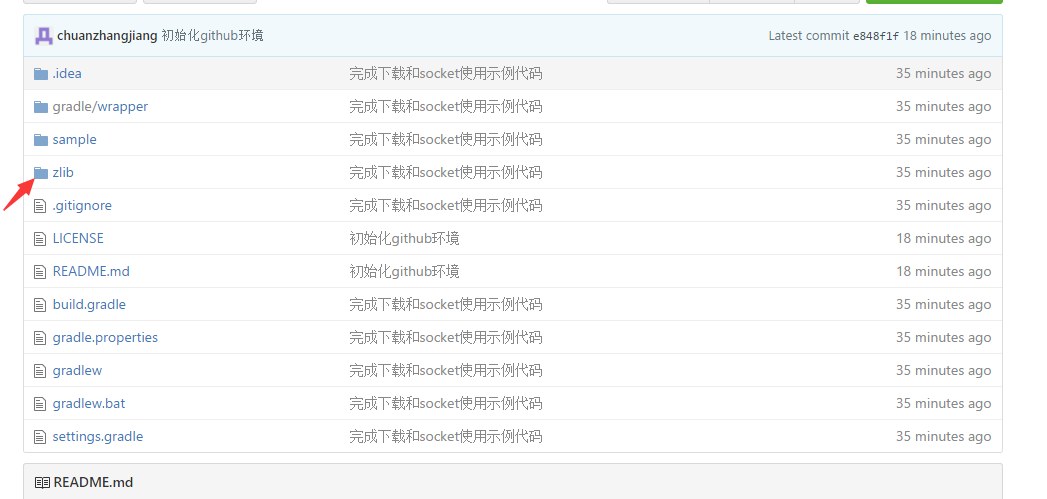 chuanzhangjiang 初始化github环境 Latest commit e848f1f 18 minutes ago
.idea 完成下载和socket使用示例代码 35 minutes ago
gradle/wrapper 完成下载和socket使用示例代码 35 minutes ago
sample 完成下载和socket使用示例代码 35 minutes ago
zlib 完成下载和socket使用示例代码 35 minutes ago
.gitignore 完成下载和socket使用示例代码 35 minutes ago
LICENSE 初始化github环境 18 minutes ago
README.md 初始化github环境 18 minutes ago
build.gradle 完成下载和socket使用示例代码 35 minutes ago
gradle.properties 完成下载和socket使用示例代码 35 minutes ago
gradlew 完成下载和socket使用示例代码 35 minutes ago
gradlew.bat 完成下载和socket使用示例代码 35 minutes ago
settings.gradle 完成下载和socket使用示例代码 35 minutes ago
README.md